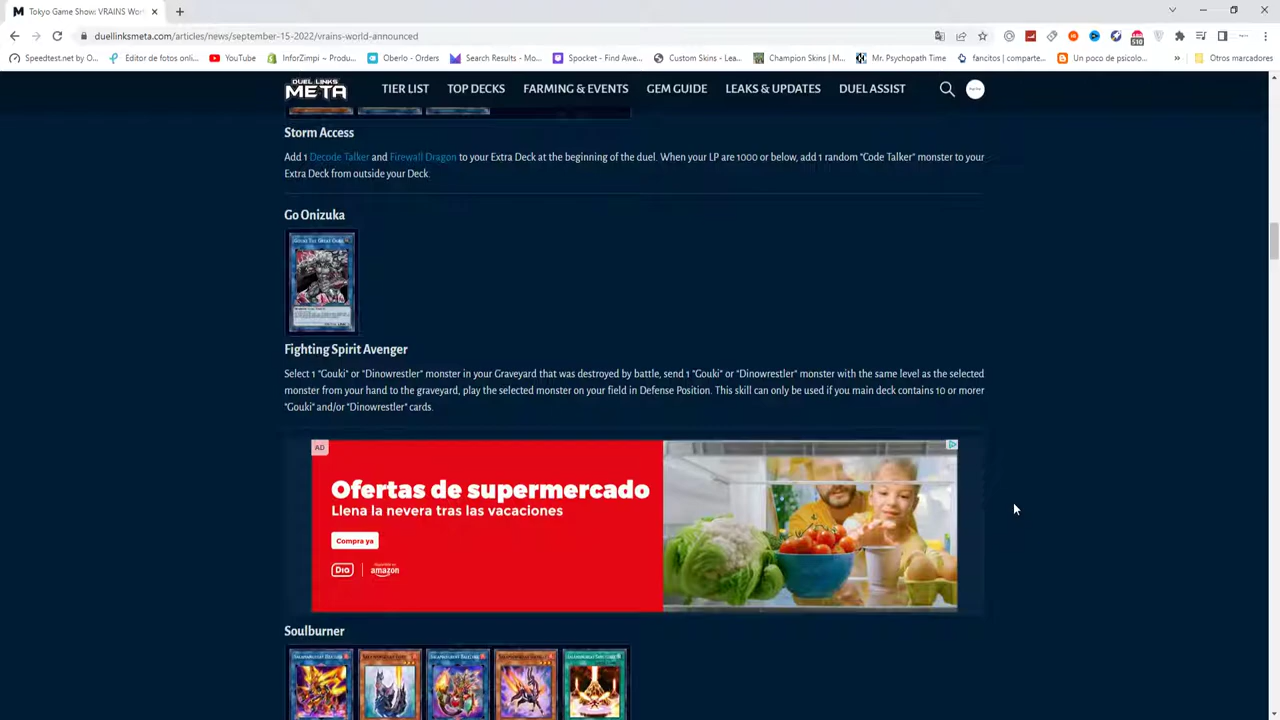 Tokyo Game Show: VRAINS Wor
duellinksmeta.com/articles/news/september-15-2022/vrains-world-announced
510
Speedtest.net by O... Editor de fotos onli... YouTube InforZimpi ~ Produ... Oberlo - Orders Search Results - Mo... Spocket - Find Awe... Custom Skins - Lea... Champion Skins | M... Mr. Psychopath Time fancitos | comparte... Un poco de psicolo... » Otros marcadores
DUEL LINKS META TIER LIST TOP DECKS FARMING & EVENTS GEM GUIDE LEAKS & UPDATES DUEL ASSIST
Storm Access
Add 1 Decode Talker and Firewall Dragon to your Extra Deck at the beginning of the duel. When your LP are 1000 or below, add 1 random "Code Talker" monster to your
Extra Deck from outside your Deck.
Go Onizuka
Fighting Spirit Avenger
Select 1 "Gouki" or "Dinowrestler" monster in your Graveyard that was destroyed by battle, send 1 "Gouki" or "Dinowrestler" monster with the same level as the selected
monster from your hand to the graveyard, play the selected monster on your field in Defense Position. This skill can only be used if you main deck contains 10 or morer
"Gouki" and/or "Dinowrestler" cards.
AD
Ofertas de supermercado
Llena la nevera tras las vacaciones
Compra ya
Dia amazon
Soulburner